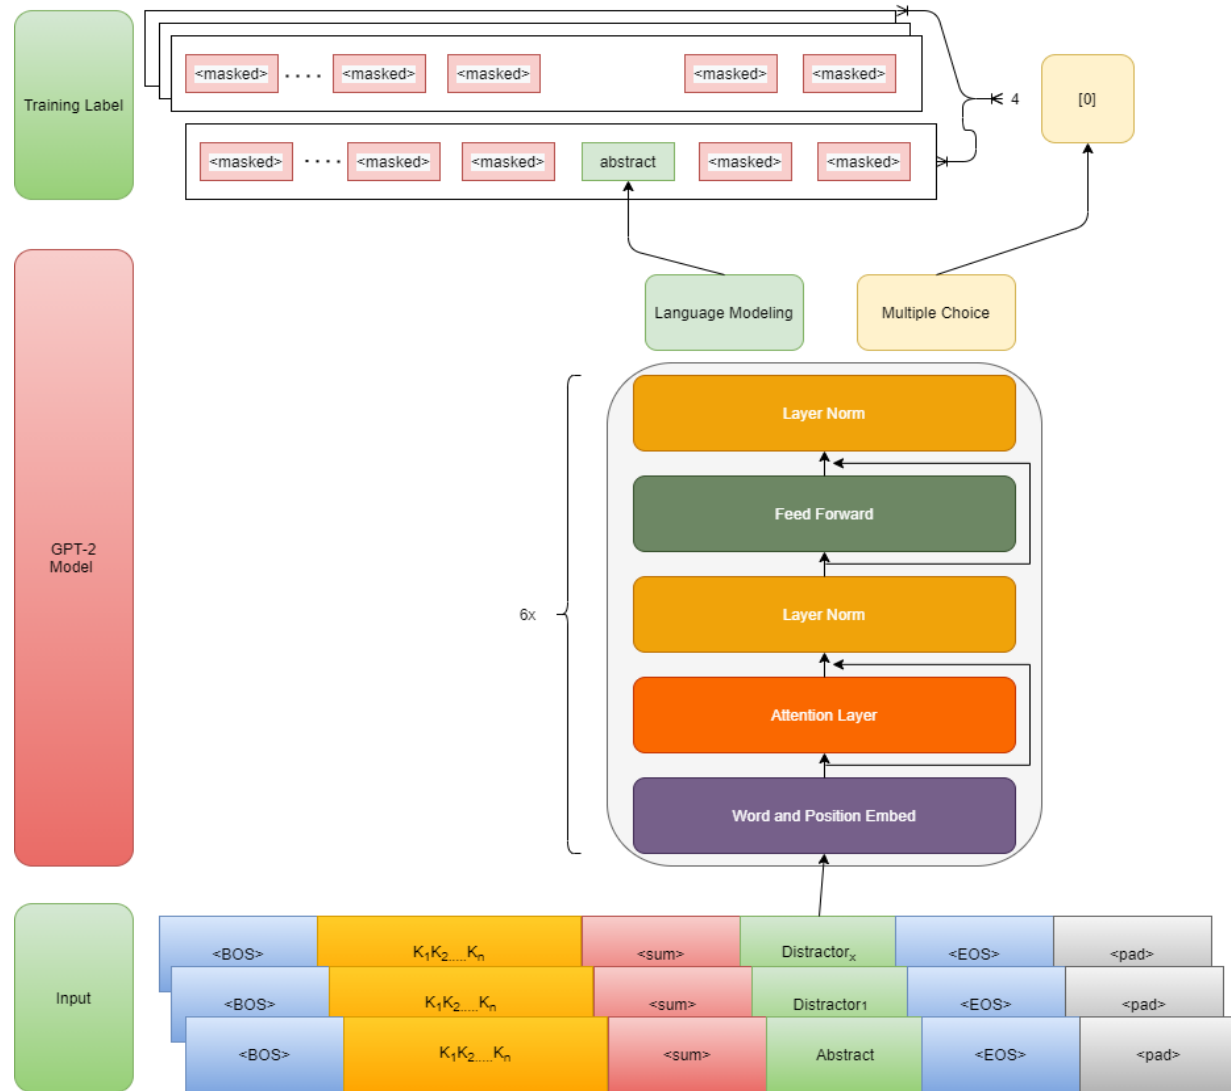 Training Label
<masked> .... <masked> <masked> <masked> <masked>
<masked> .... <masked> <masked> abstract <masked> <masked>
4
[0]
Language Modeling
Multiple Choice
GPT-2
Model
6x
Layer Norm
Feed Forward
Layer Norm
Attention Layer
Word and Position Embed
Input
<BOS> K₁K₂.....Kₙ <sum> Distractorₓ <EOS> <pad>
<BOS> K₁K₂.....Kₙ <sum> Distractor₁ <EOS> <pad>
<BOS> K₁K₂.....Kₙ <sum> Abstract <EOS> <pad>